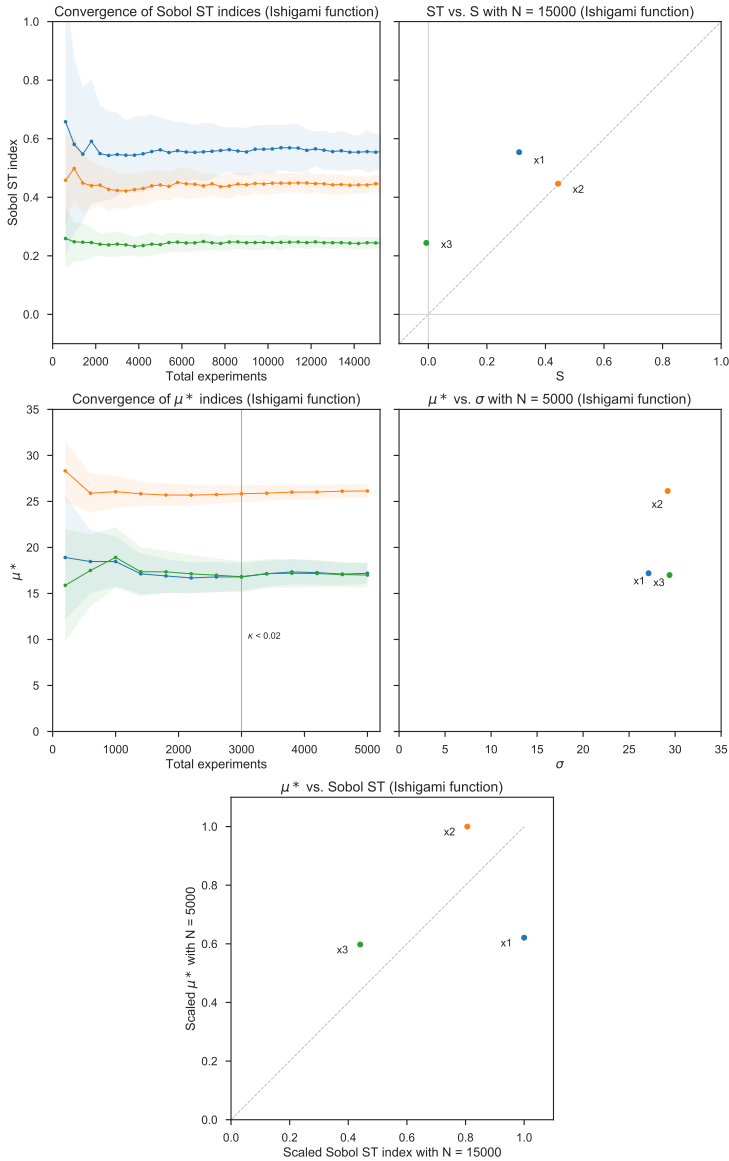 Convergence of Sobol ST indices (Ishigami function)
1.0
0.8
0.6
0.4
0.2
0.0
Sobol ST index
0
2000
4000
6000
8000
10000
12000
14000
Total experiments
ST vs. S with N = 15000 (Ishigami function)
x1
x2
x3
0.0
0.2
0.4
0.6
0.8
1.0
S
Convergence of μ* indices (Ishigami function)
35
30
25
20
15
10
5
0
μ*
κ < 0.02
0
1000
2000
3000
4000
5000
Total experiments
μ* vs. σ with N = 5000 (Ishigami function)
x2
x1
x3
0
5
10
15
20
25
30
35
σ
μ* vs. Sobol ST (Ishigami function)
1.0
0.8
0.6
0.4
0.2
0.0
Scaled μ* with N = 5000
x2
x3
x1
0.0
0.2
0.4
0.6
0.8
1.0
Scaled Sobol ST index with N = 15000